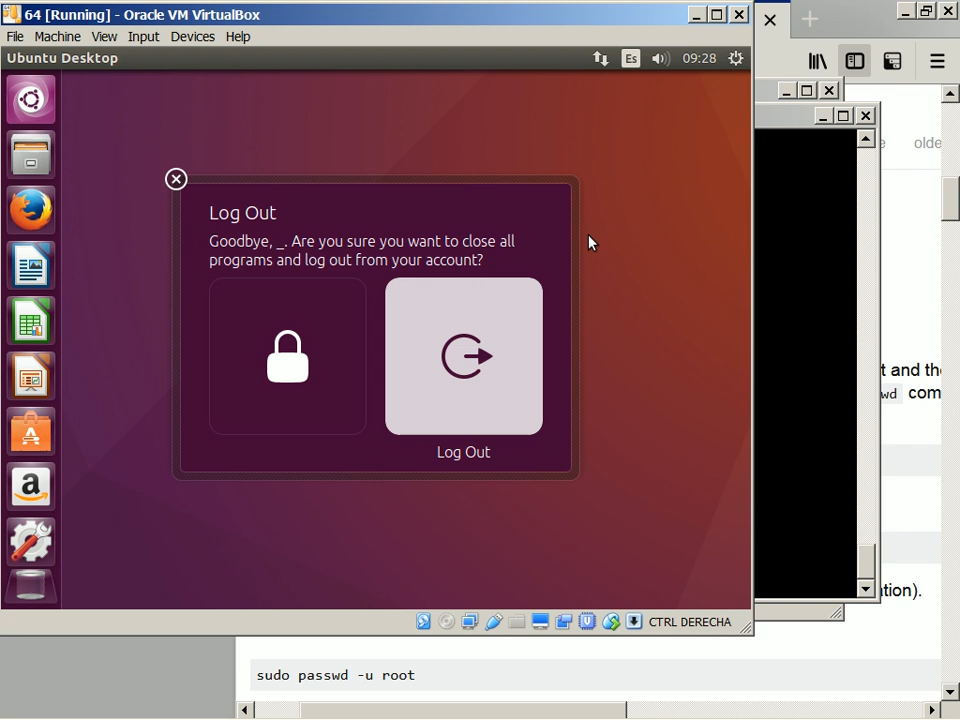 64 [Running] - Oracle VM VirtualBox
File Machine View Input Devices Help
Ubuntu Desktop
Es
09:28
olde
Log Out
Goodbye, _. Are you sure you want to close all
programs and log out from your account?
Log Out
t and the
wd com
ation).
CTRL DERECHA
sudo passwd -u root